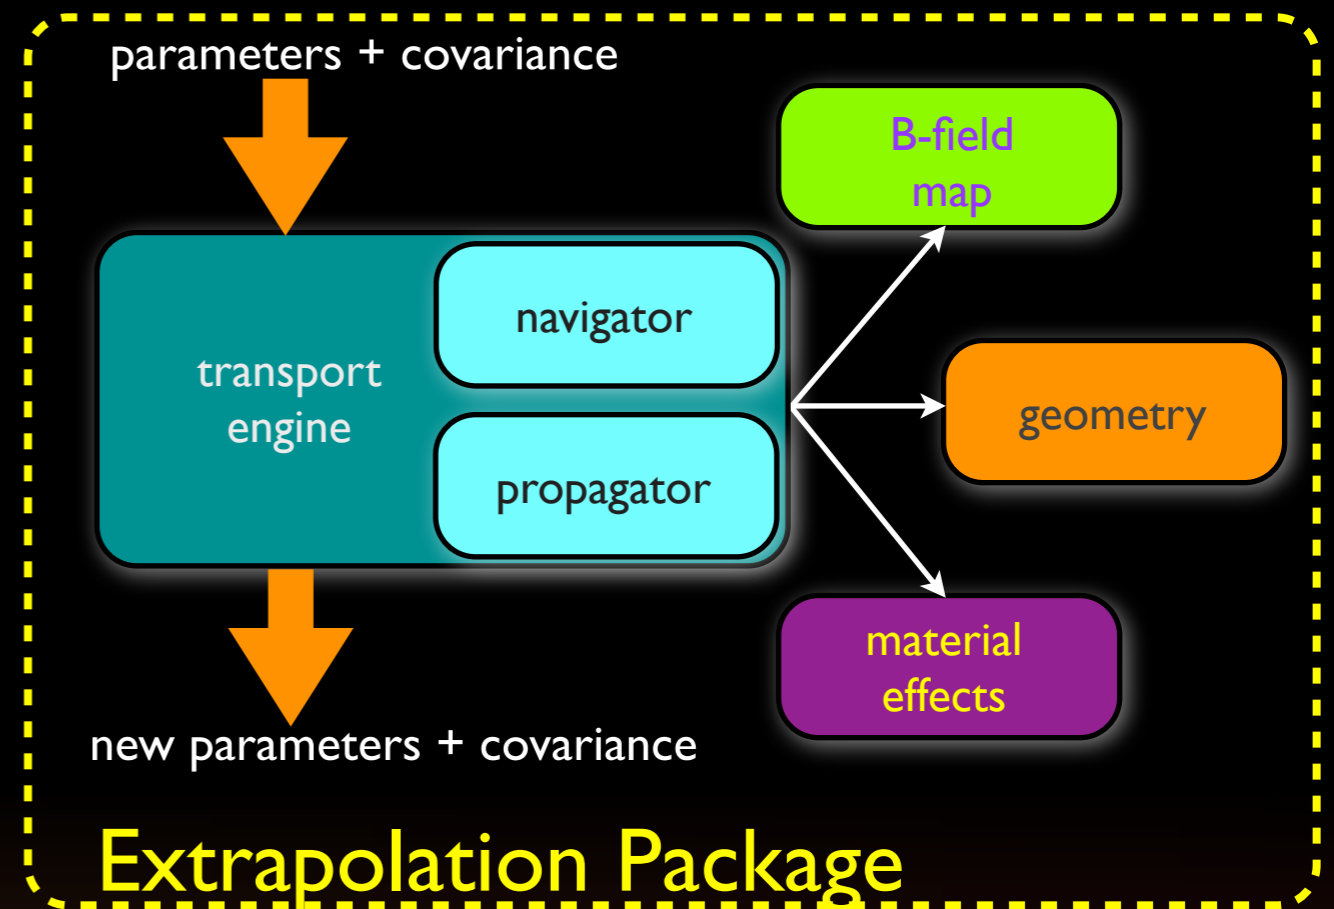 parameters + covariance
B-field
map
navigator
transport
engine
geometry
propagator
material
effects
new parameters + covariance
Extrapolation Package